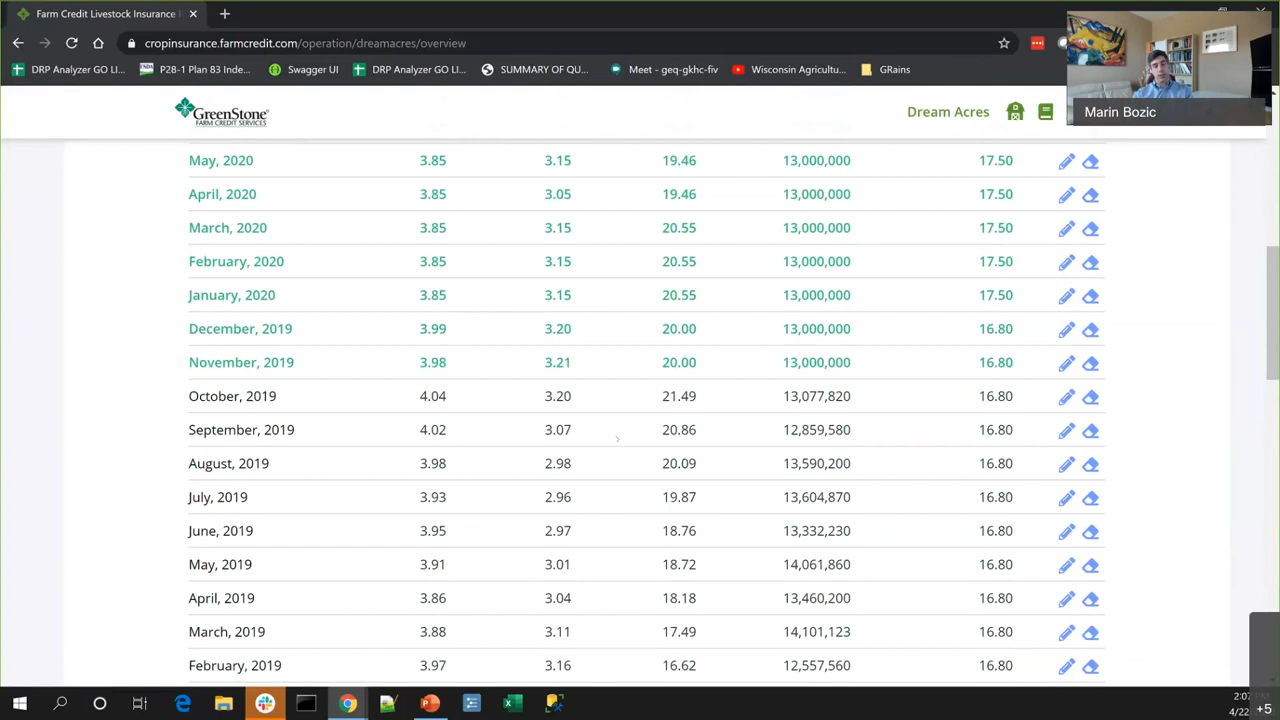 Farm Credit Livestock Insurance
cropinsurance.farmcredit.com/operation/dreamacres/overview
DRP Analyzer GO LI... P28-1 Plan 83 Inde... Swagger UI DRP Analyzer GO LI... SUMMARY OF QU... Meet - geq-gkhc-fiv Wisconsin Agricultu... GRains
Marin Bozic
GreenStone
FARM CREDIT SERVICES
Dream Acres
May, 2020 3.85 3.15 19.46 13,000,000 17.50
April, 2020 3.85 3.05 19.46 13,000,000 17.50
March, 2020 3.85 3.15 20.55 13,000,000 17.50
February, 2020 3.85 3.15 20.55 13,000,000 17.50
January, 2020 3.85 3.15 20.55 13,000,000 17.50
December, 2019 3.99 3.20 20.00 13,000,000 16.80
November, 2019 3.98 3.21 20.00 13,000,000 16.80
October, 2019 4.04 3.20 21.49 13,077,820 16.80
September, 2019 4.02 3.07 20.86 12,859,580 16.80
August, 2019 3.98 2.98 20.09 13,590,200 16.80
July, 2019 3.93 2.96 19.87 13,604,870 16.80
June, 2019 3.95 2.97 18.76 13,332,230 16.80
May, 2019 3.91 3.01 18.72 14,061,860 16.80
April, 2019 3.86 3.04 18.18 13,460,200 16.80
March, 2019 3.88 3.11 17.49 14,101,123 16.80
February, 2019 3.97 3.16 16.62 12,557,560 16.80
2:07
4/22
+5